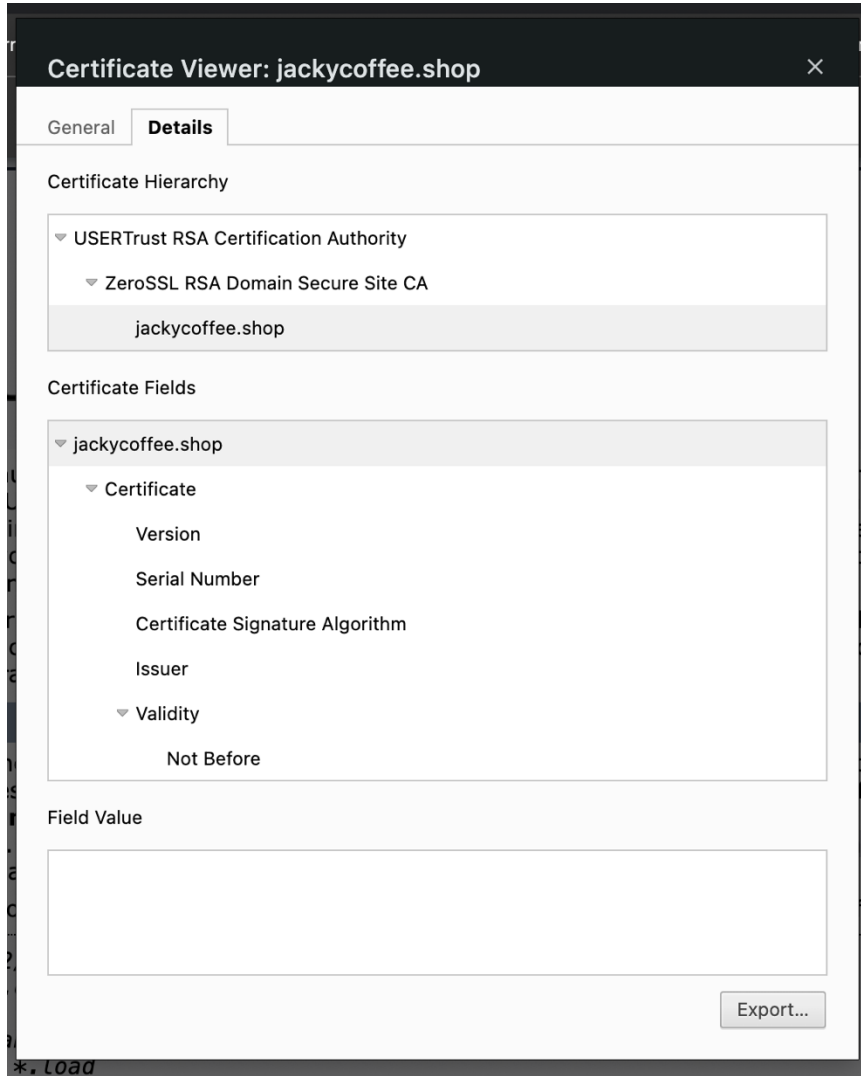 Certificate Viewer: jackycoffee.shop
General Details
Certificate Hierarchy
USERTrust RSA Certification Authority
ZeroSSL RSA Domain Secure Site CA
jackycoffee.shop
Certificate Fields
jackycoffee.shop
Certificate
Version
Serial Number
Certificate Signature Algorithm
Issuer
Validity
Not Before
Field Value
Export...
*.load